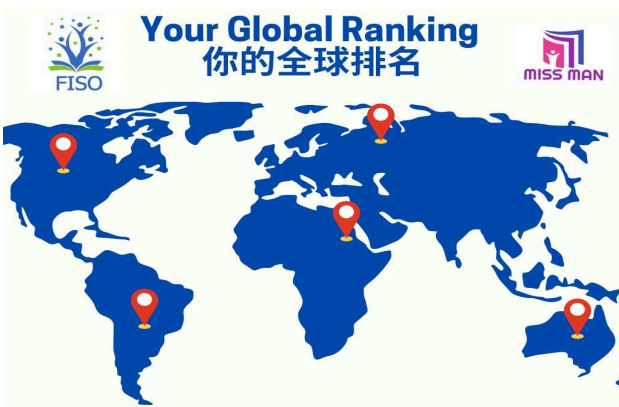 Your Global Ranking
你的全球排名
FISO
MISS MAN